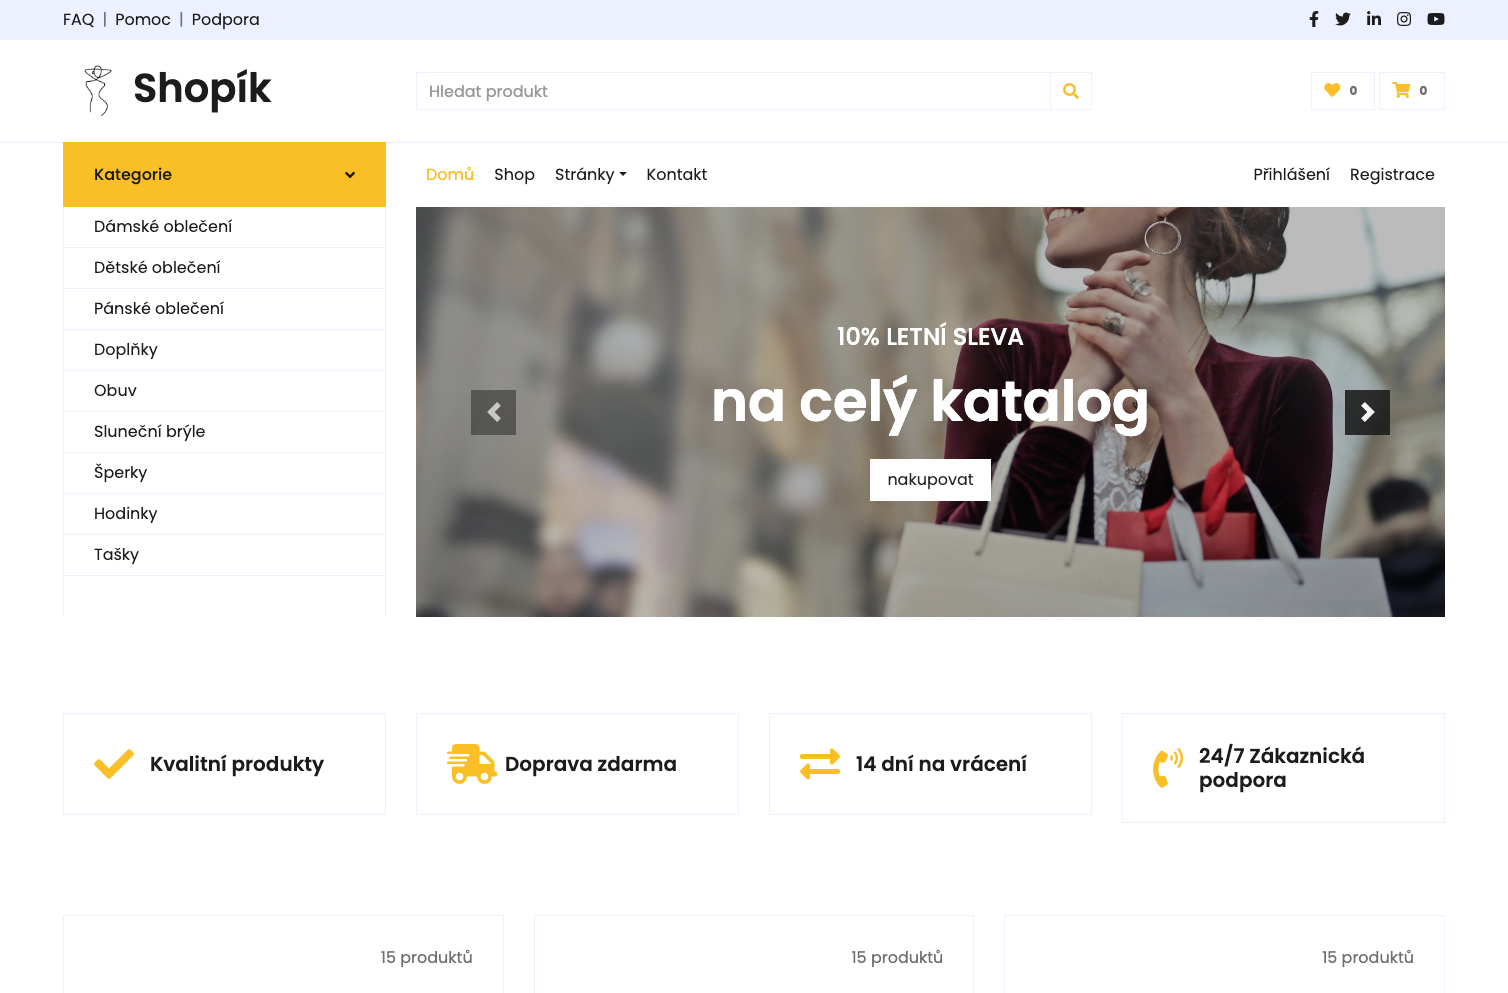 FAQ | Pomoc | Podpora
Shopík
Hledat produkt
0
0
Kategorie
Domů
Shop
Stránky
Kontakt
Přihlášení
Registrace
Dámské oblečení
Dětské oblečení
Pánské oblečení
Doplňky
Obuv
Sluneční brýle
Šperky
Hodinky
Tašky
10% LETNÍ SLEVA
na celý katalog
nakupovat
Kvalitní produkty
Doprava zdarma
14 dní na vrácení
24/7 Zákaznická
podpora
15 produktů
15 produktů
15 produktů